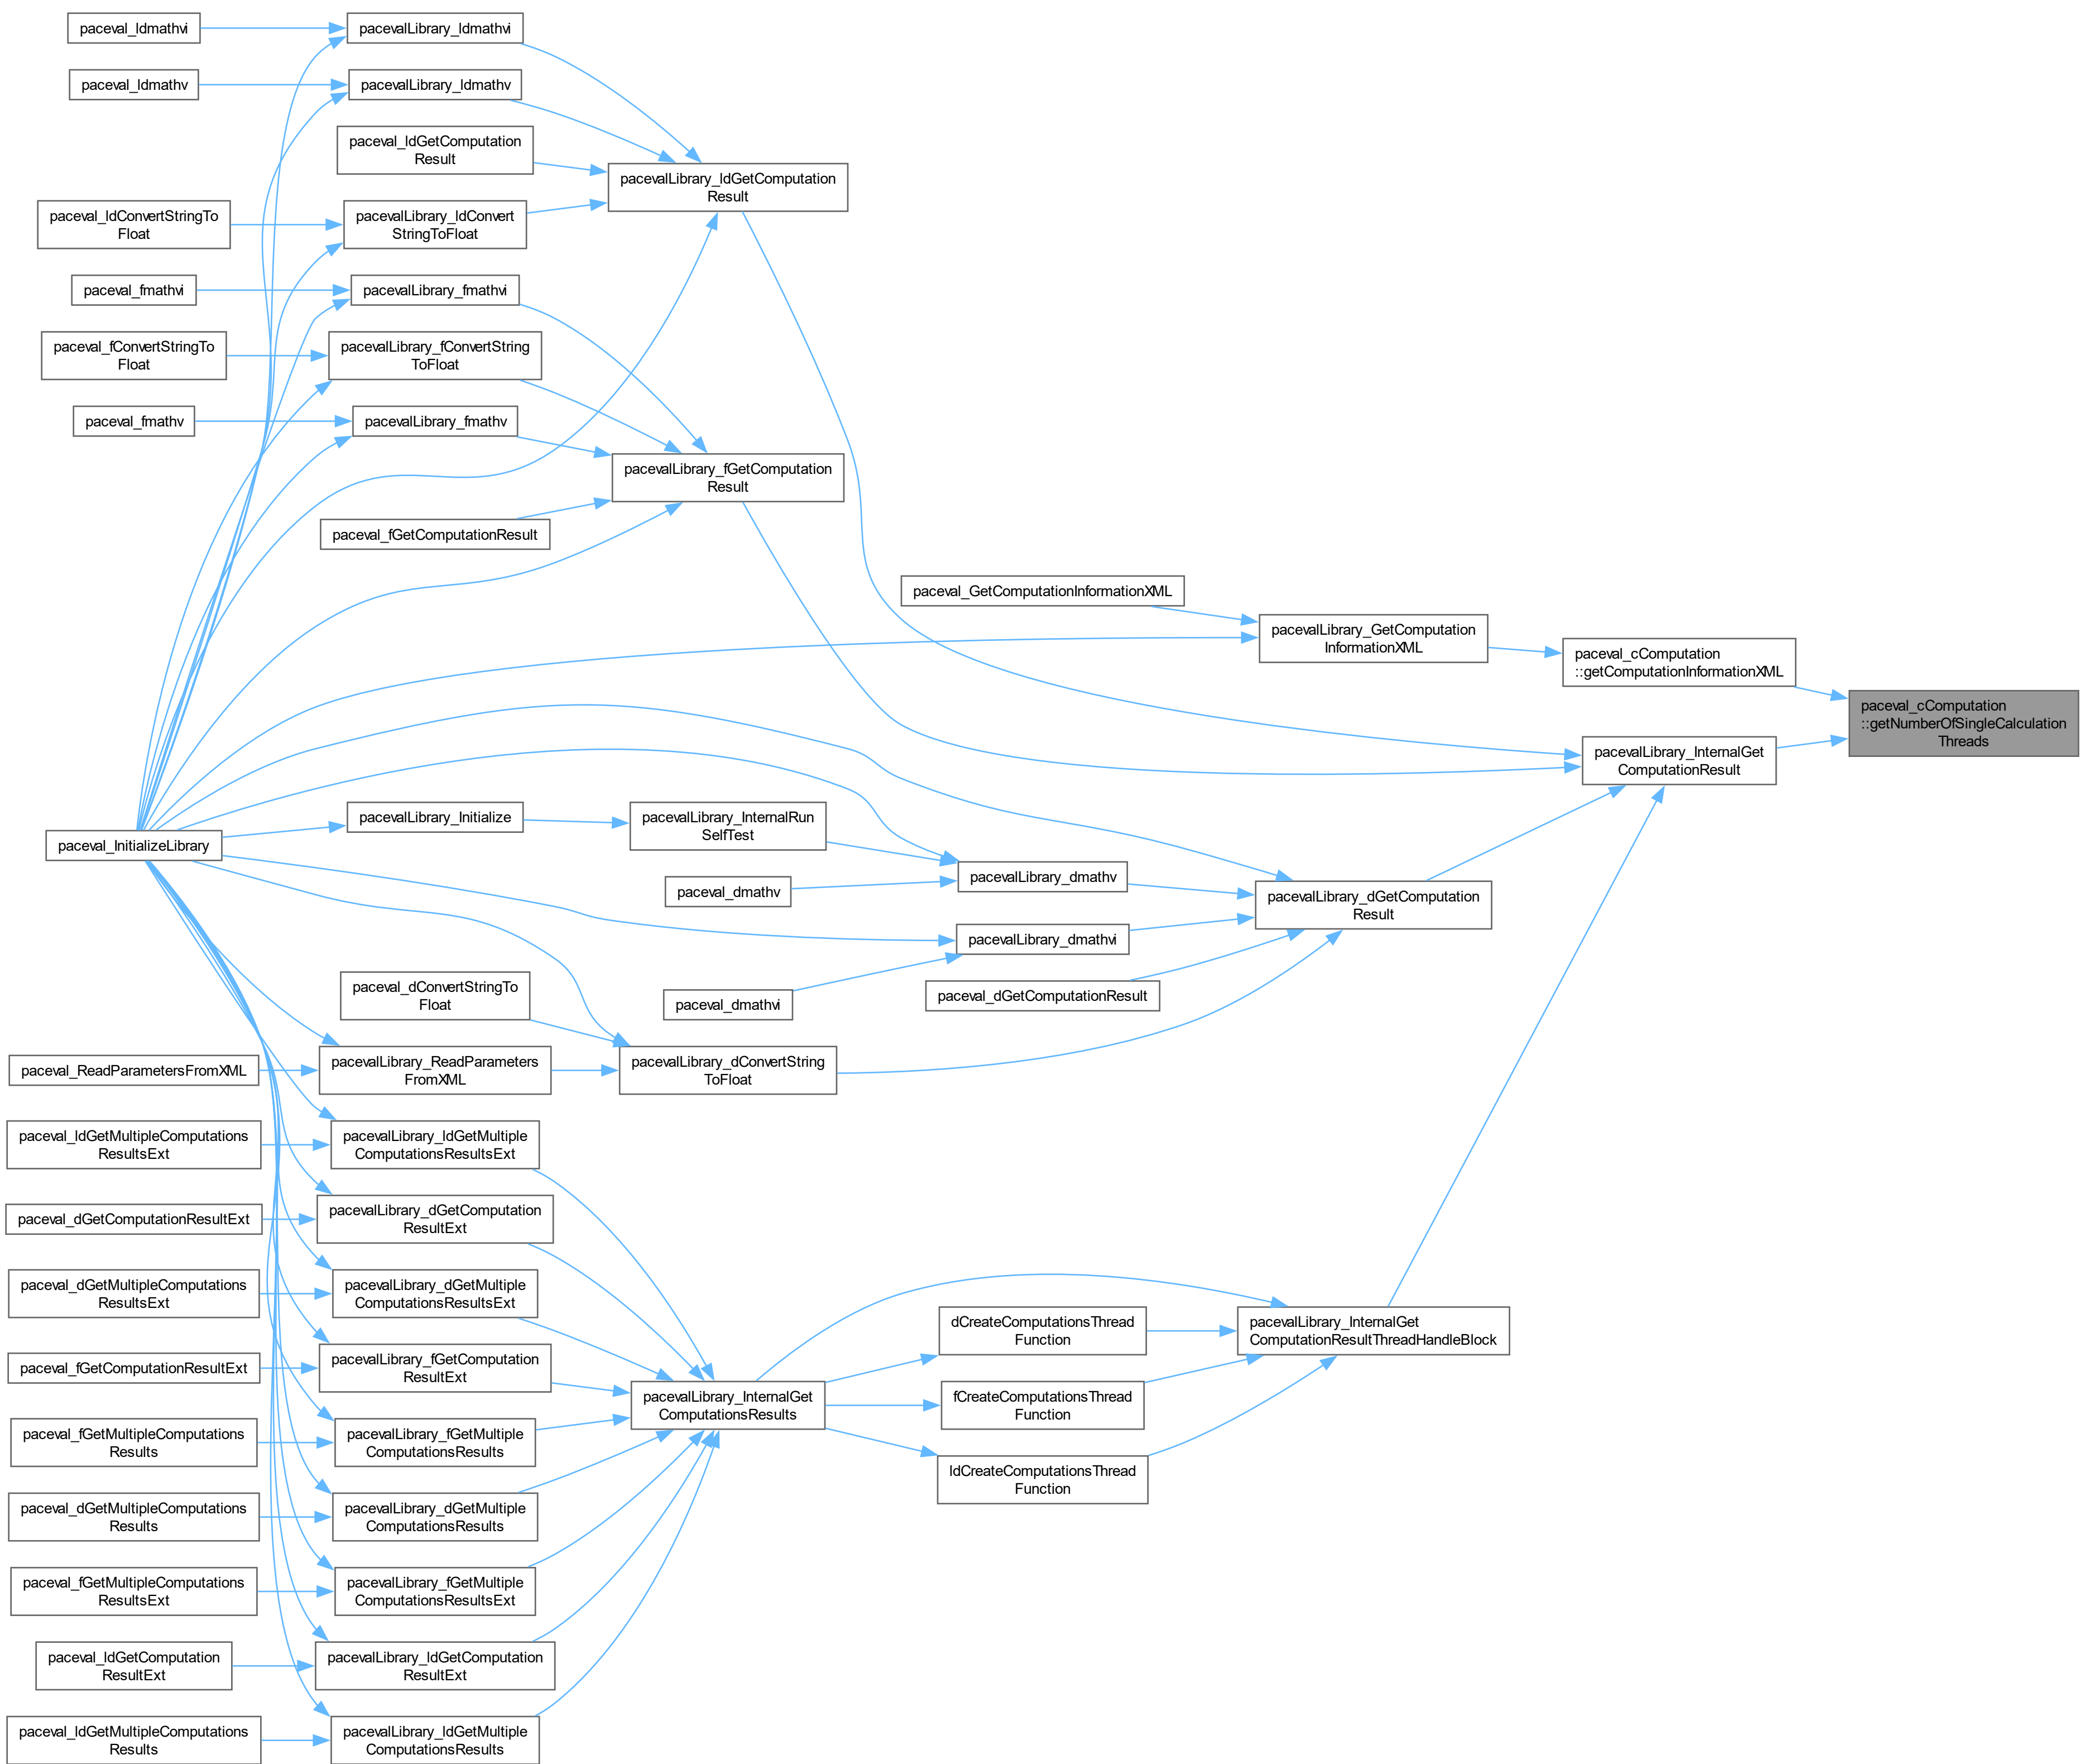 paceval_ldmathvi
pacevalLibrary_ldmathvi
paceval_ldmathv
pacevalLibrary_ldmathv
paceval_ldGetComputation
Result
pacevalLibrary_ldGetComputation
Result
paceval_ldConvertStringTo
Float
pacevalLibrary_ldConvert
StringToFloat
paceval_fmathvi
pacevalLibrary_fmathvi
paceval_fConvertStringTo
Float
pacevalLibrary_fConvertString
ToFloat
paceval_fmathv
pacevalLibrary_fmathv
pacevalLibrary_fGetComputation
Result
paceval_fGetComputationResult
paceval_GetComputationInformationXML
pacevalLibrary_GetComputation
InformationXML
paceval_cComputation
::getComputationInformationXML
paceval_cComputation
::getNumberOfSingleCalculation
Threads
pacevalLibrary_InternalGet
ComputationResult
paceval_InitializeLibrary
pacevalLibrary_Initialize
pacevalLibrary_InternalRun
SelfTest
paceval_dmathv
pacevalLibrary_dmathv
pacevalLibrary_dGetComputation
Result
pacevalLibrary_dmathvi
paceval_dmathvi
paceval_dGetComputationResult
paceval_dConvertStringTo
Float
paceval_ReadParametersFromXML
pacevalLibrary_ReadParameters
FromXML
pacevalLibrary_dConvertString
ToFloat
paceval_ldGetMultipleComputations
ResultsExt
pacevalLibrary_ldGetMultiple
ComputationsResultsExt
paceval_dGetComputationResultExt
pacevalLibrary_dGetComputation
ResultExt
paceval_dGetMultipleComputations
ResultsExt
pacevalLibrary_dGetMultiple
ComputationsResultsExt
dCreateComputationsThread
Function
pacevalLibrary_InternalGet
ComputationResultThreadHandleBlock
paceval_fGetComputationResultExt
pacevalLibrary_fGetComputation
ResultExt
pacevalLibrary_InternalGet
ComputationsResults
fCreateComputationsThread
Function
paceval_fGetMultipleComputations
Results
pacevalLibrary_fGetMultiple
ComputationsResults
ldCreateComputationsThread
Function
paceval_dGetMultipleComputations
Results
pacevalLibrary_dGetMultiple
ComputationsResults
paceval_fGetMultipleComputations
ResultsExt
pacevalLibrary_fGetMultiple
ComputationsResultsExt
paceval_ldGetComputation
ResultExt
pacevalLibrary_ldGetComputation
ResultExt
paceval_ldGetMultipleComputations
Results
pacevalLibrary_ldGetMultiple
ComputationsResults